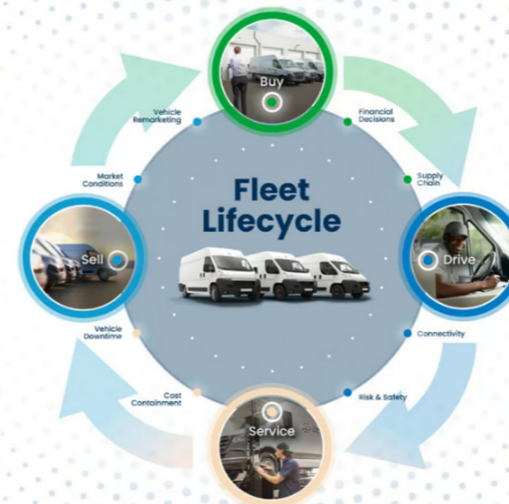 Buy
Vehicle
Remarketing
Financial
Decisions
Market
Conditions
Supply
Chain
Fleet
Lifecycle
Sell
Drive
Vehicle
Downtime
Connectivity
Cost
Containment
Risk & Safety
Service